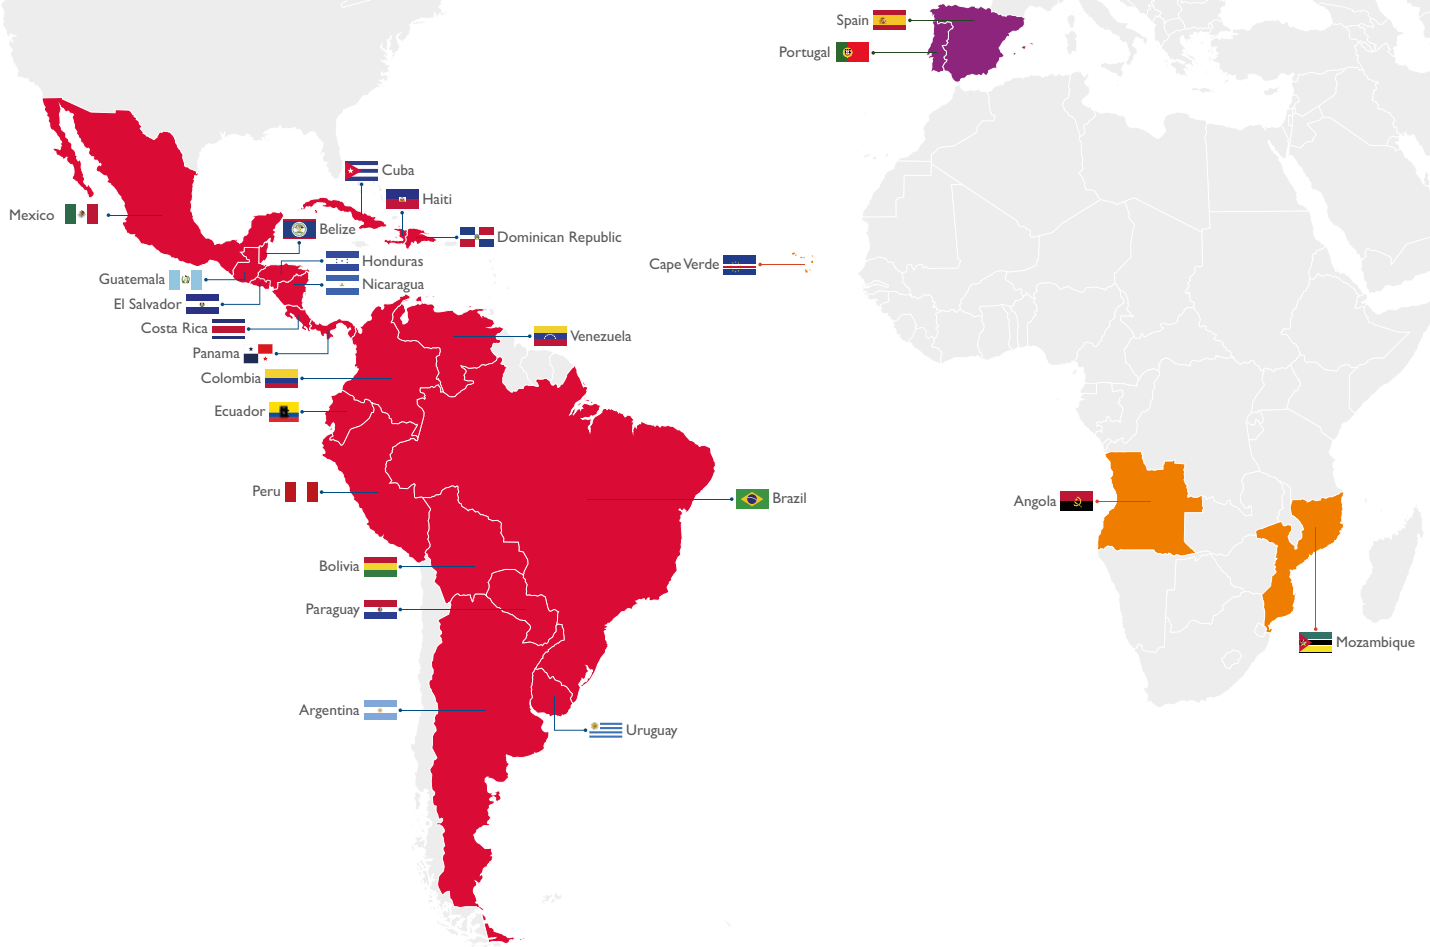 Spain
Portugal
Cuba
Haiti
Mexico
Belize
Dominican Republic
Honduras
Cape Verde
Guatemala
Nicaragua
El Salvador
Costa Rica
Venezuela
Panama
Colombia
Ecuador
Peru
Brazil
Angola
Bolivia
Paraguay
Mozambique
Argentina
Uruguay